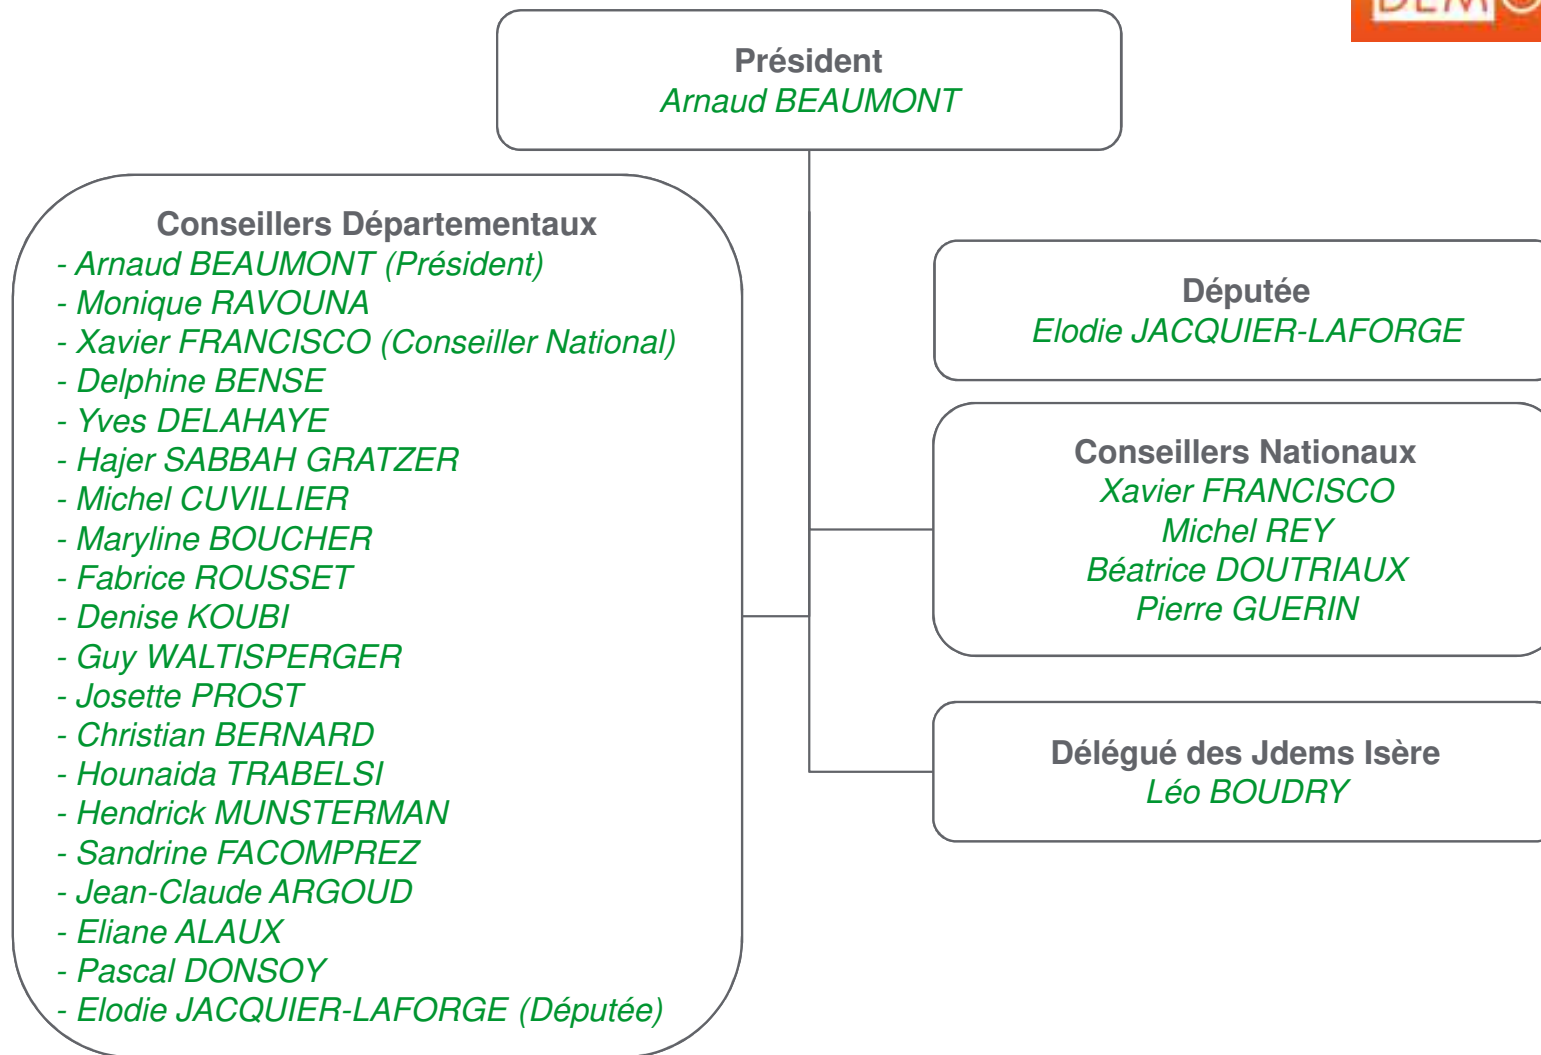 DEM
Président
Arnaud BEAUMONT
Conseillers Départementaux
- Arnaud BEAUMONT (Président)
- Monique RAVOUNA
- Xavier FRANCISCO (Conseiller National)
- Delphine BENSE
- Yves DELAHAYE
- Hajer SABBAH GRATZER
- Michel CUVILLIER
- Maryline BOUCHER
- Fabrice ROUSSET
- Denise KOUBI
- Guy WALTISPERGER
- Josette PROST
- Christian BERNARD
- Hounaida TRABELSI
- Hendrick MUNSTERMAN
- Sandrine FACOMPREZ
- Jean-Claude ARGOUD
- Eliane ALAUX
- Pascal DONSOY
- Elodie JACQUIER-LAFORGE (Députée)
Députée
Elodie JACQUIER-LAFORGE
Conseillers Nationaux
Xavier FRANCISCO
Michel REY
Béatrice DOUTRIAUX
Pierre GUERIN
Délégué des Jdems Isère
Léo BOUDRY